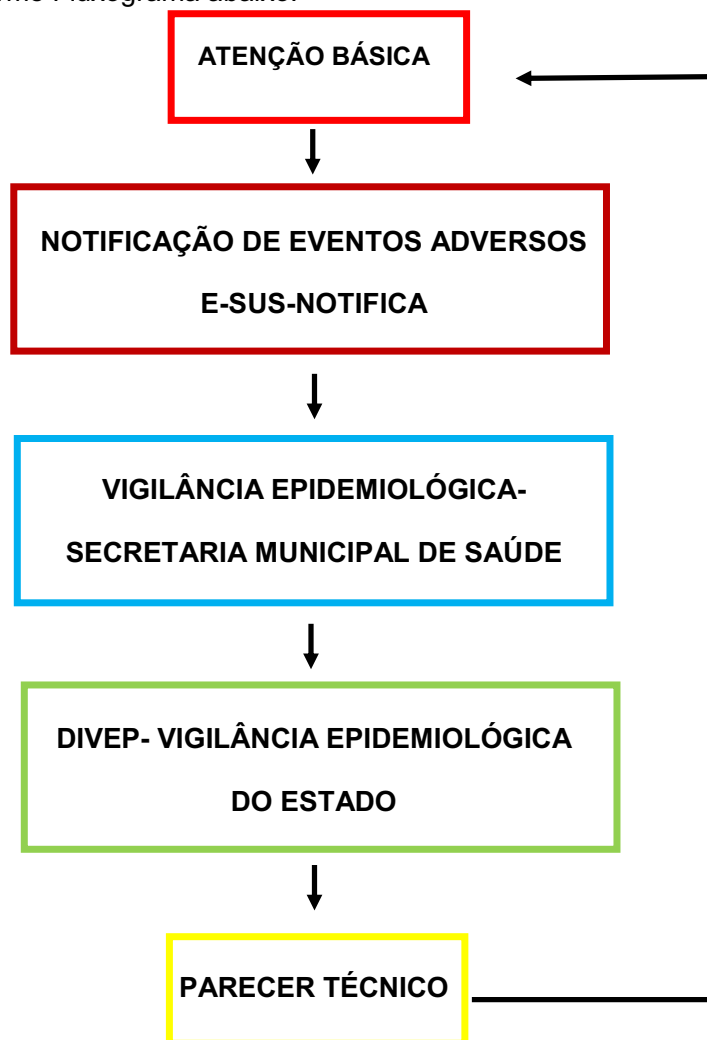 ATENÇÃO BÁSICA
NOTIFICAÇÃO DE EVENTOS ADVERSOS
E-SUS-NOTIFICA
VIGILÂNCIA EPIDEMIOLÓGICA-
SECRETARIA MUNICIPAL DE SAÚDE
DIVEP- VIGILÂNCIA EPIDEMIOLÓGICA
DO ESTADO
PARECER TÉCNICO